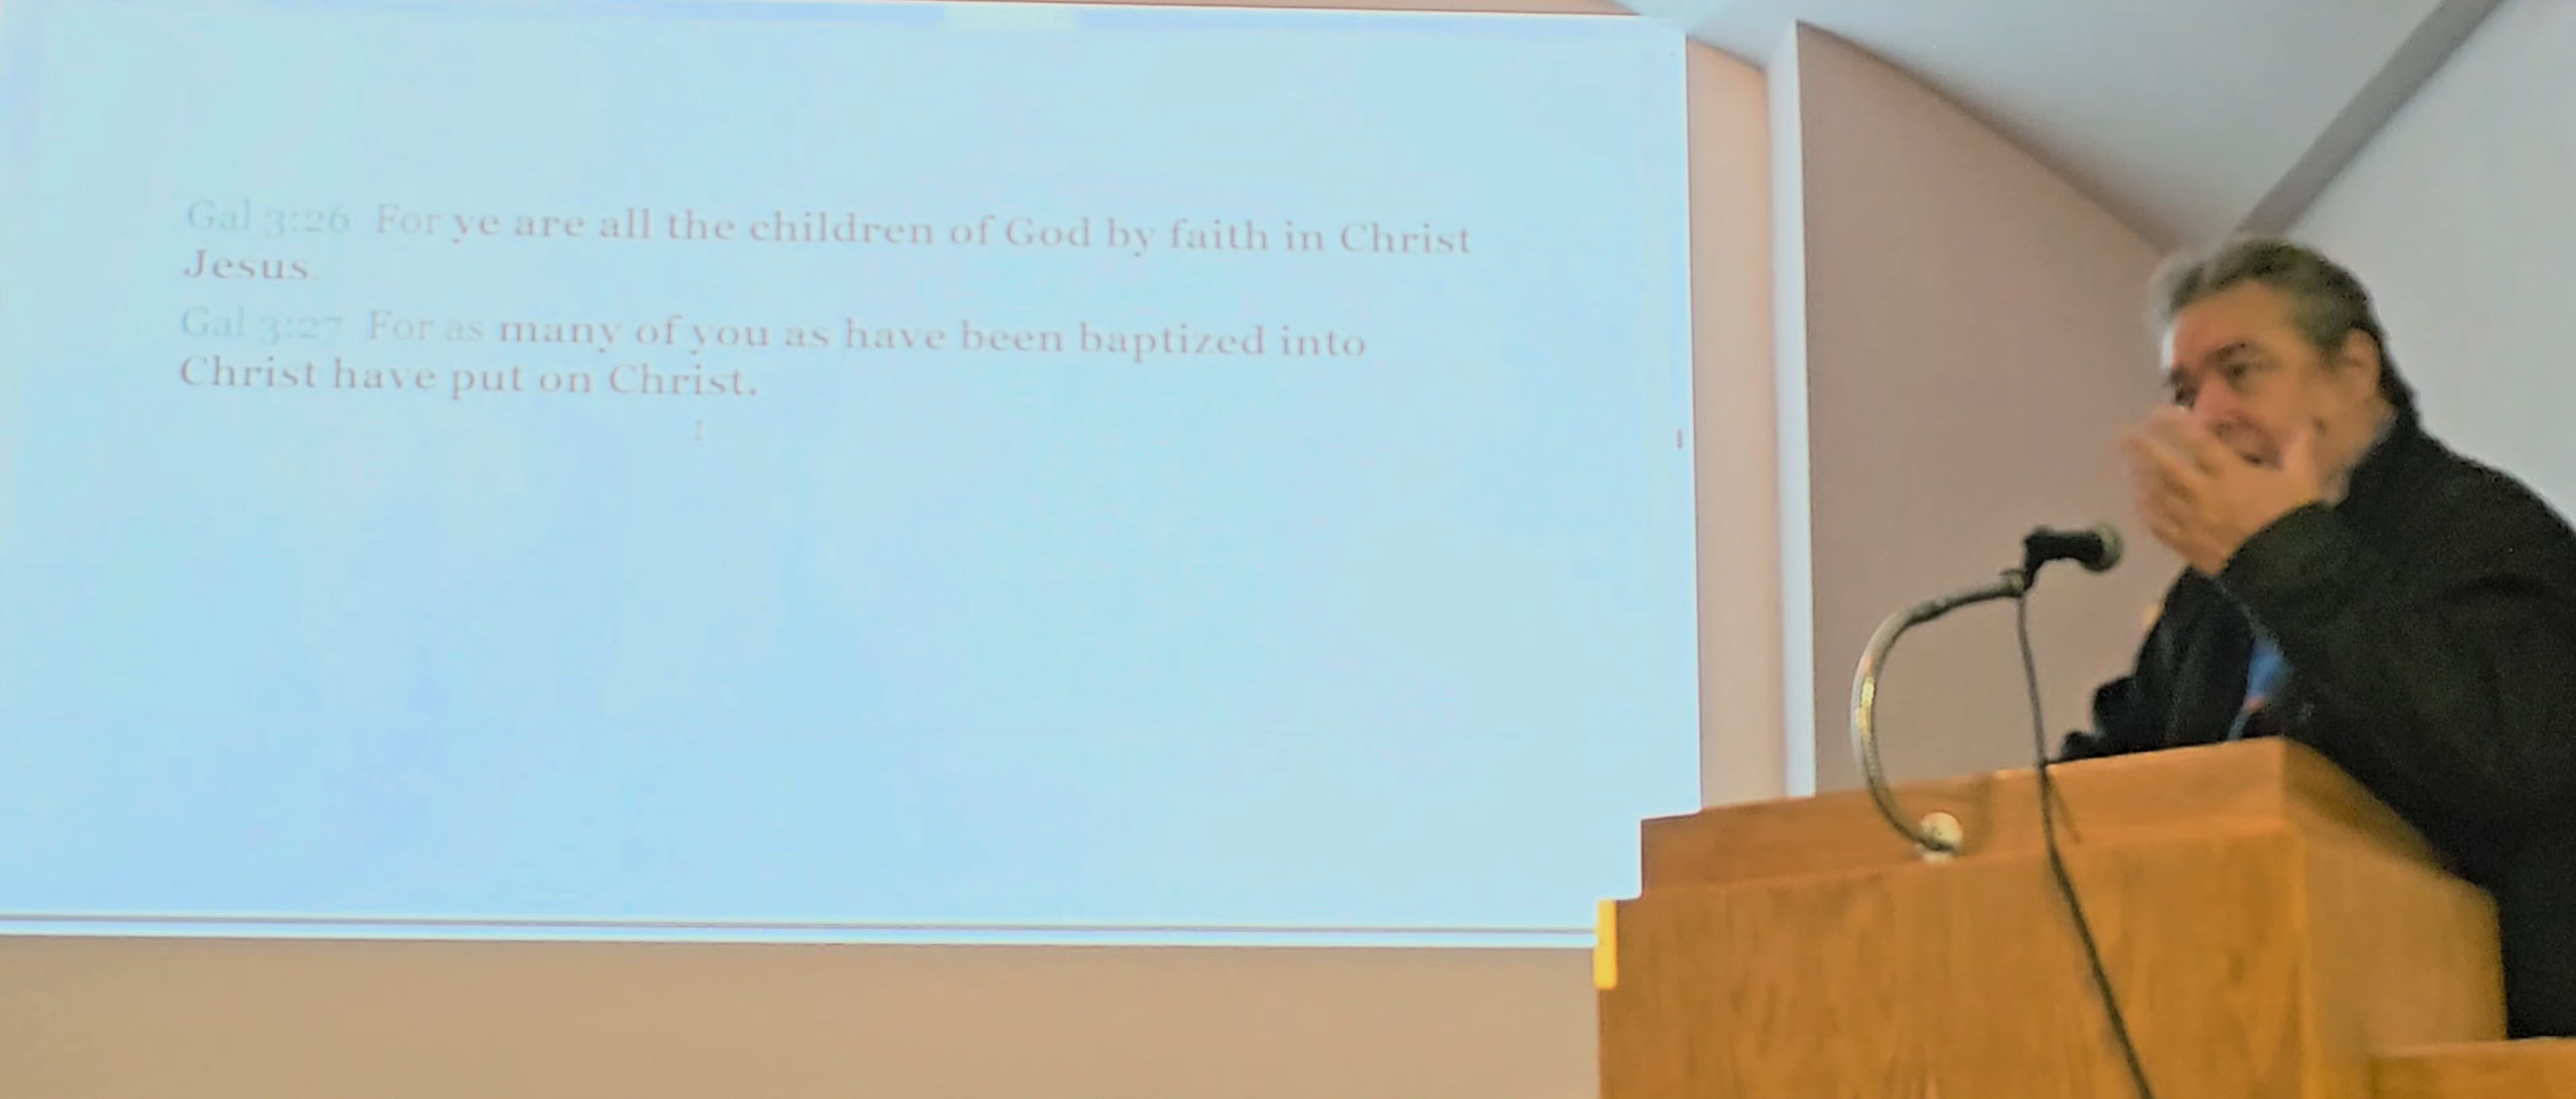 Gal 3:26 For ye are all the children of God by faith in Christ
Jesus.
Gal 3:27 For as many of you as have been baptized into
Christ have put on Christ.